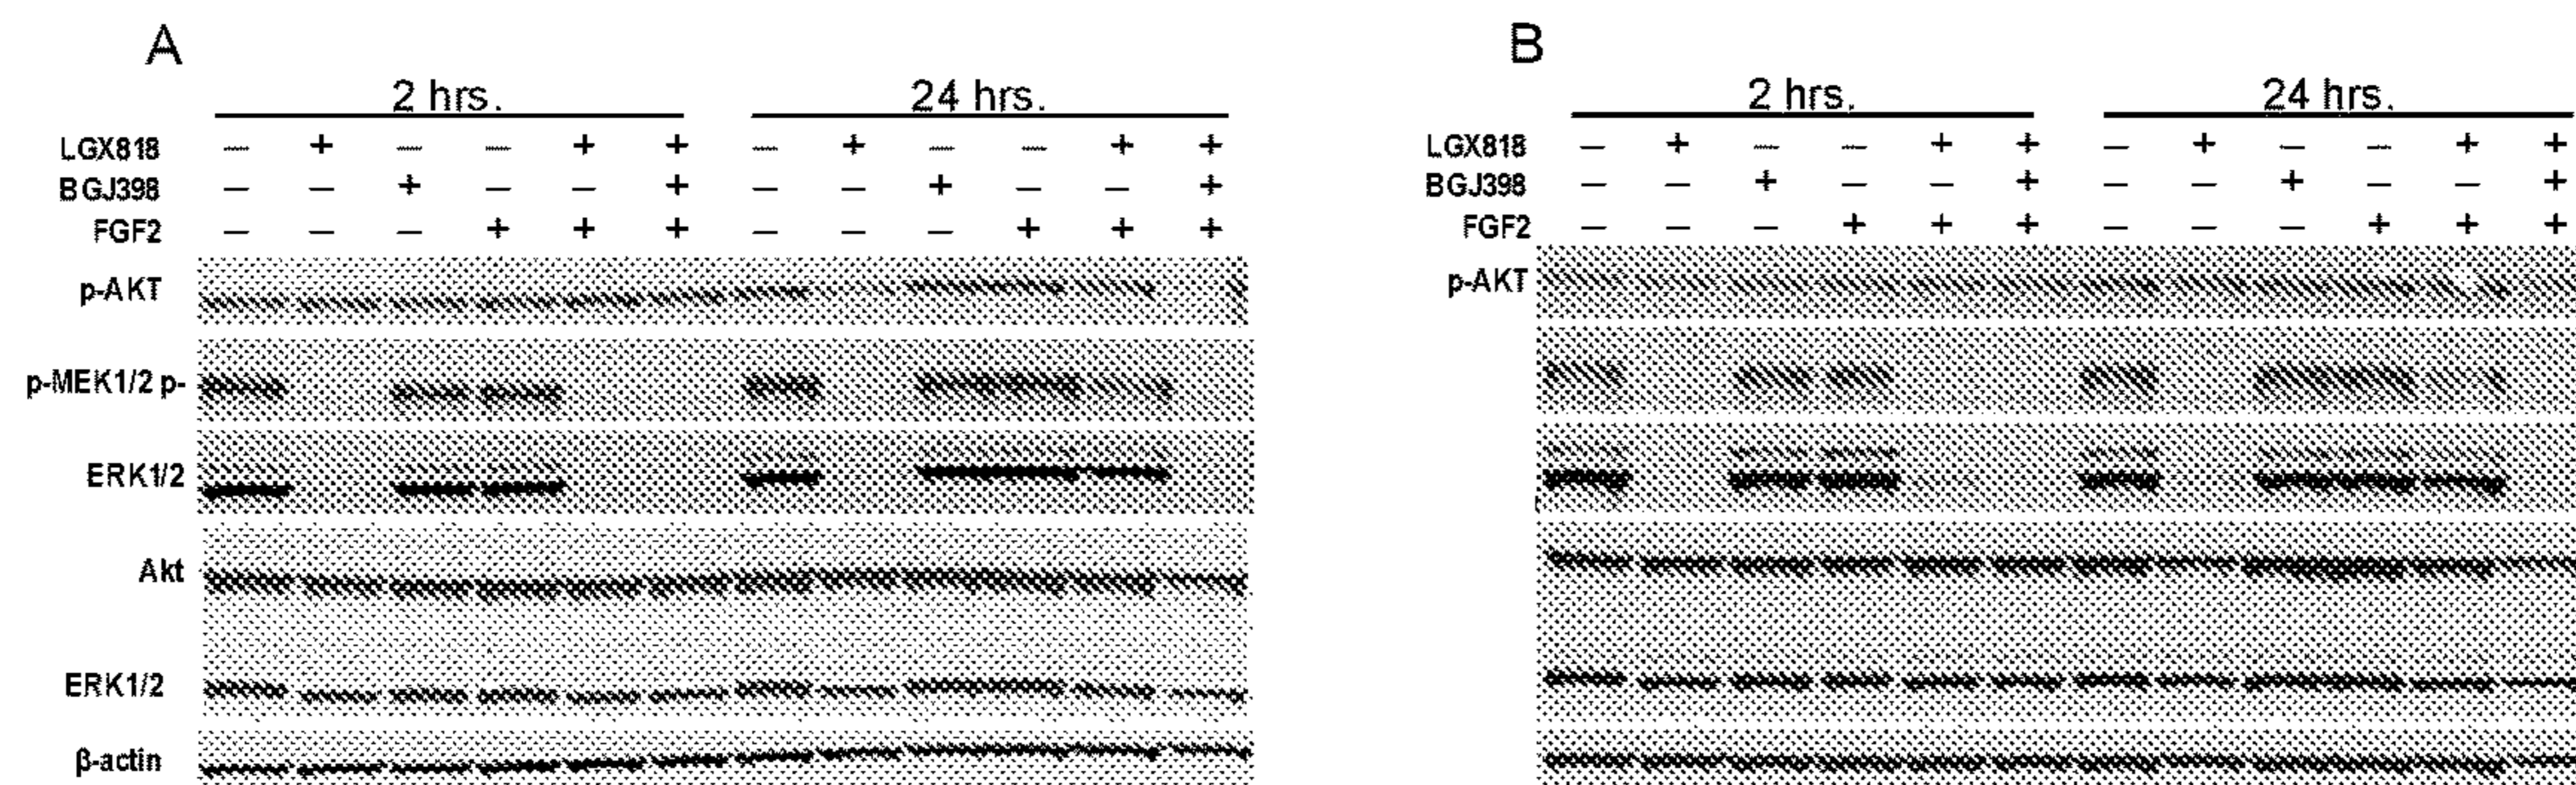 A
2 hrs. 24 hrs.
LGX818 – + – – + + – + – – + +
BGJ398 – – + – – + – – + – – +
FGF2 – – – + + + – – – + + +
p-AKT
p-MEK1/2 p-
ERK1/2
Akt
ERK1/2
β-actin
B
2 hrs. 24 hrs.
LGX818 – + – – + + – + – – + +
BGJ398 – – + – – + – – + – – +
FGF2 – – – + + + – – – + + +
p-AKT